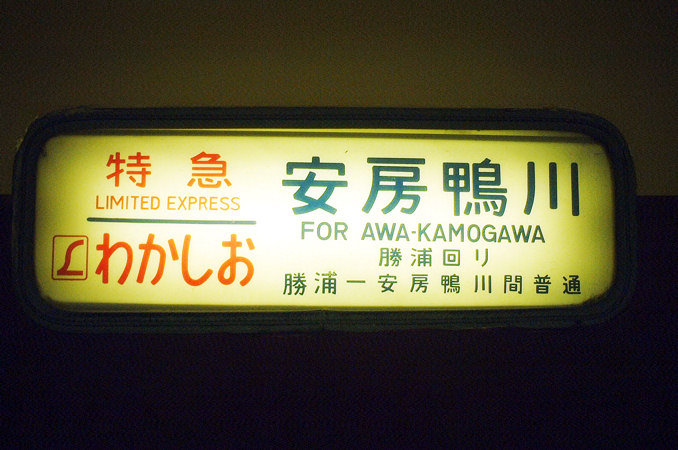 特急
LIMITED EXPRESS
わかしお
安房鴨川
FOR AWA-KAMOGAWA
勝浦回り
勝浦ー安房鴨川間普通